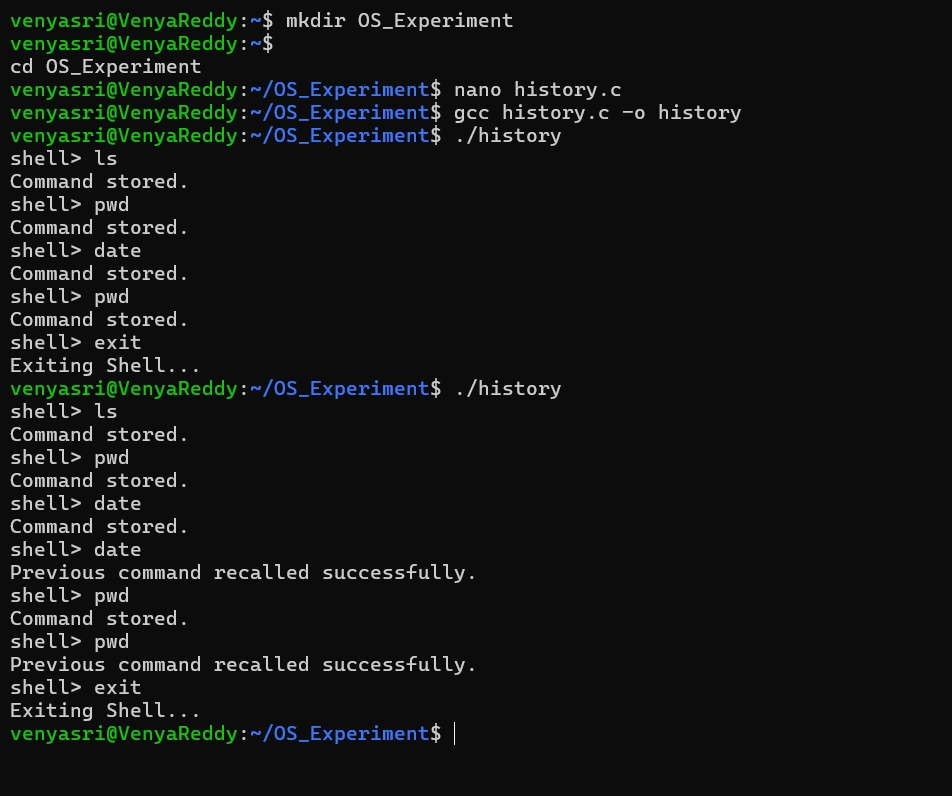 venyasri@VenyaReddy:~$ mkdir OS_Experiment
venyasri@VenyaReddy:~$
cd OS_Experiment
venyasri@VenyaReddy:~/OS_Experiment$ nano history.c
venyasri@VenyaReddy:~/OS_Experiment$ gcc history.c -o history
venyasri@VenyaReddy:~/OS_Experiment$ ./history
shell> ls
Command stored.
shell> pwd
Command stored.
shell> date
Command stored.
shell> pwd
Command stored.
shell> exit
Exiting Shell...
venyasri@VenyaReddy:~/OS_Experiment$ ./history
shell> ls
Command stored.
shell> pwd
Command stored.
shell> date
Command stored.
shell> date
Previous command recalled successfully.
shell> pwd
Command stored.
shell> pwd
Previous command recalled successfully.
shell> exit
Exiting Shell...
venyasri@VenyaReddy:~/OS_Experiment$